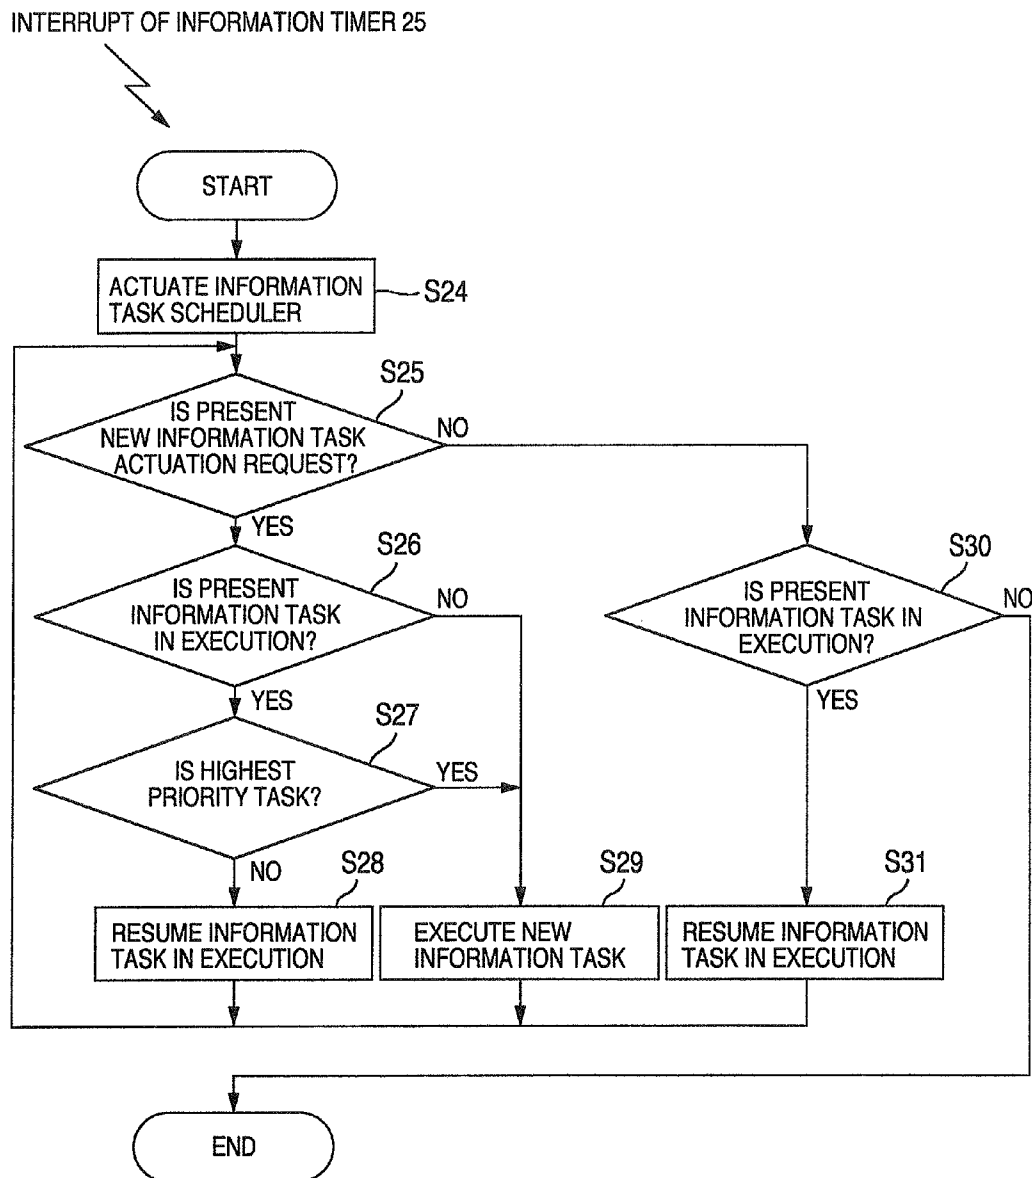 INTERRUPT OF INFORMATION TIMER 25
START
ACTUATE INFORMATION
TASK SCHEDULER
S24
S25
IS PRESENT
NEW INFORMATION TASK
ACTUATION REQUEST?
NO
YES
S26
IS PRESENT
INFORMATION TASK
IN EXECUTION?
NO
YES
S30
IS PRESENT
INFORMATION TASK IN
EXECUTION?
NO
YES
S27
IS HIGHEST
PRIORITY TASK?
YES
NO
S28
RESUME INFORMATION
TASK IN EXECUTION
S29
EXECUTE NEW
INFORMATION TASK
S31
RESUME INFORMATION
TASK IN EXECUTION
END